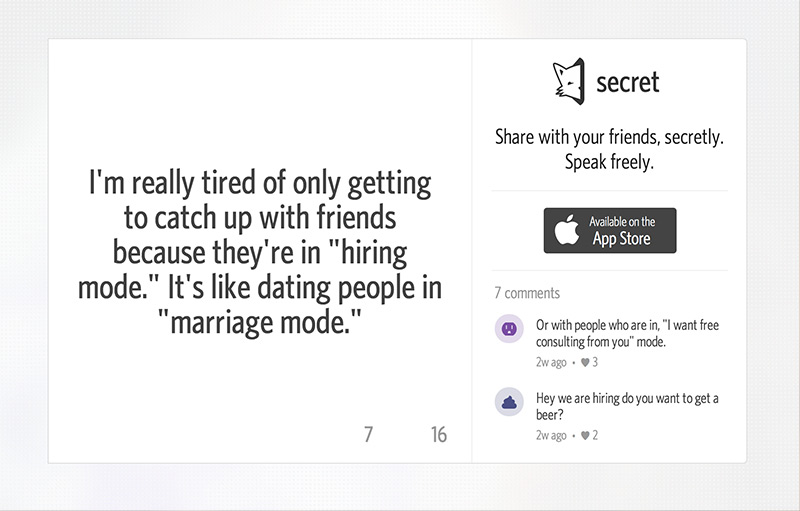 I'm really tired of only getting
to catch up with friends
because they're in "hiring
mode." It's like dating people in
"marriage mode."
7 16
secret
Share with your friends, secretly.
Speak freely.
Available on the
App Store
7 comments
Or with people who are in, "I want free
consulting from you" mode.
2w ago • 3
Hey we are hiring do you want to get a
beer?
2w ago • 2